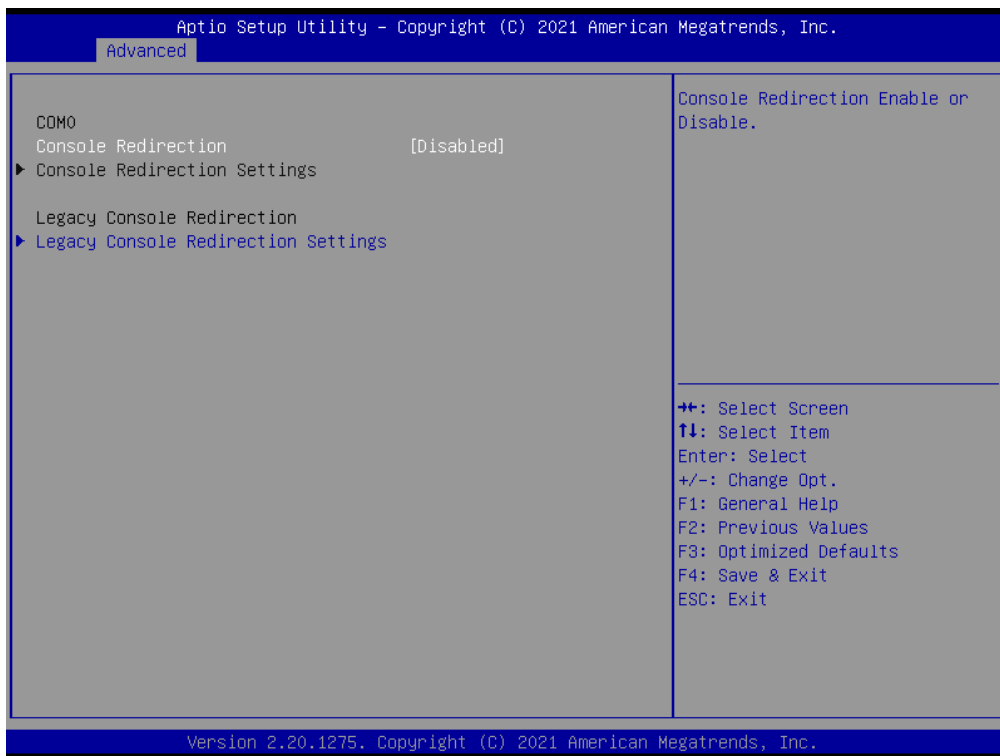 Aptio Setup Utility – Copyright (C) 2021 American Megatrends, Inc.
Advanced
COM0
Console Redirection [Disabled]
▶ Console Redirection Settings
Legacy Console Redirection
▶ Legacy Console Redirection Settings
Console Redirection Enable or
Disable.
→←: Select Screen
↑↓: Select Item
Enter: Select
+/-: Change Opt.
F1: General Help
F2: Previous Values
F3: Optimized Defaults
F4: Save & Exit
ESC: Exit
Version 2.20.1275. Copyright (C) 2021 American Megatrends, Inc.